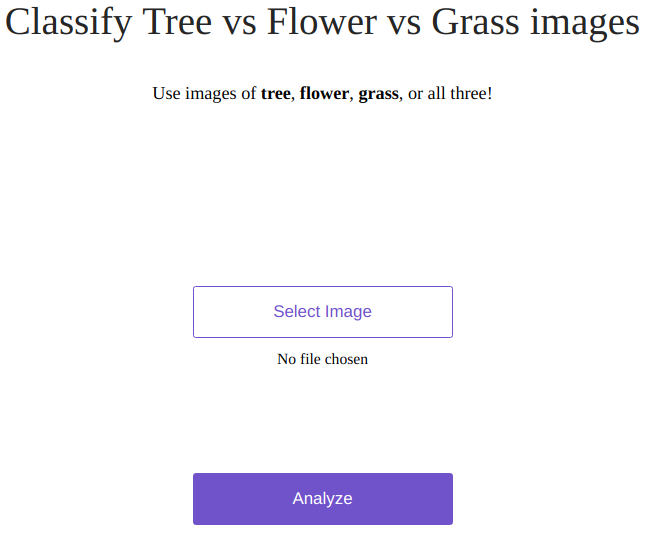 Classify Tree vs Flower vs Grass images
Use images of tree, flower, grass, or all three!
Select Image
No file chosen
Analyze